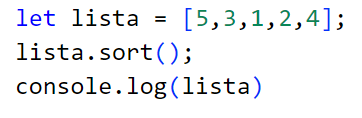 let lista = [5,3,1,2,4];
lista.sort();
console.log(lista)